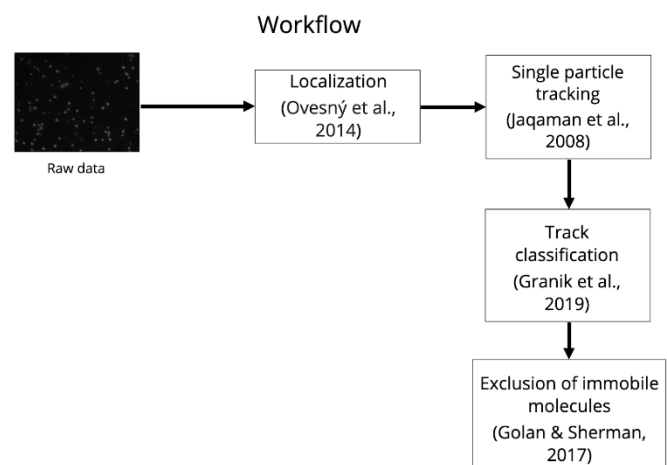 Workflow
Raw data
Localization
(Ovesný et al.,
2014)
Single particle
tracking
(Jaqaman et al.,
2008)
Track
classification
(Granik et al.,
2019)
Exclusion of immobile
molecules
(Golan & Sherman,
2017)